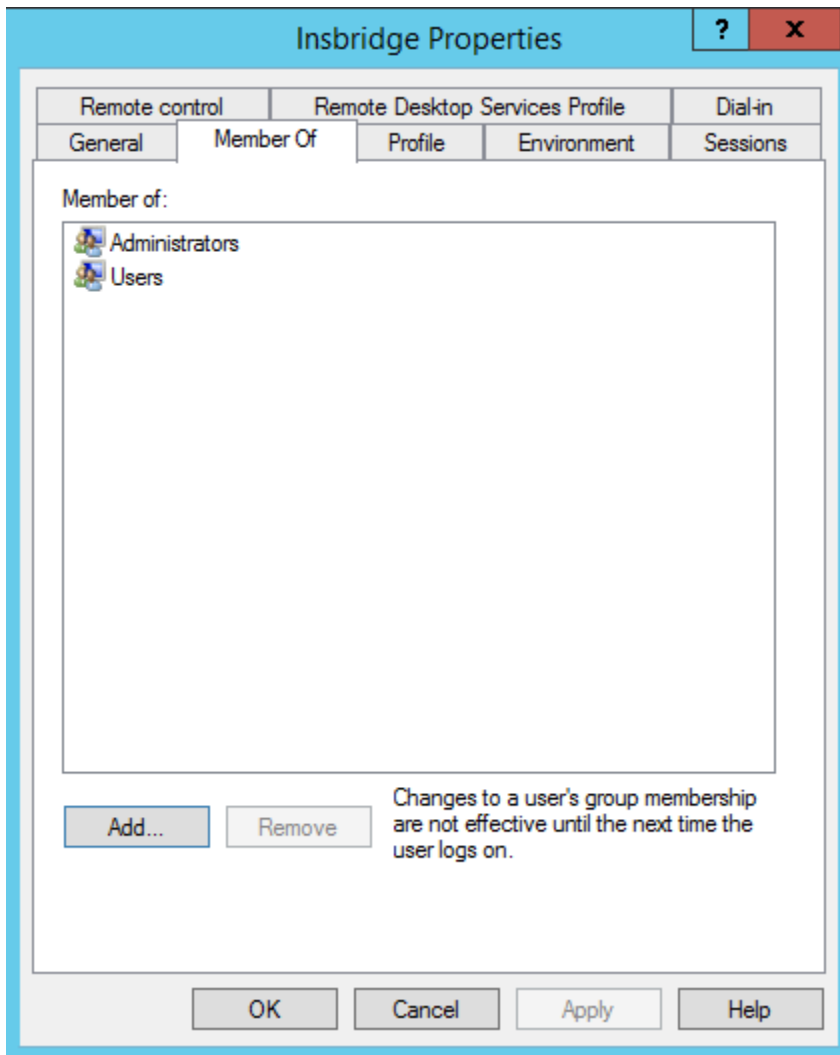 Insbridge Properties
?
x
Remote control
Remote Desktop Services Profile
Dial-in
General
Member Of
Profile
Environment
Sessions
Member of:
Administrators
Users
Add...
Remove
Changes to a user's group membership
are not effective until the next time the
user logs on.
OK
Cancel
Apply
Help